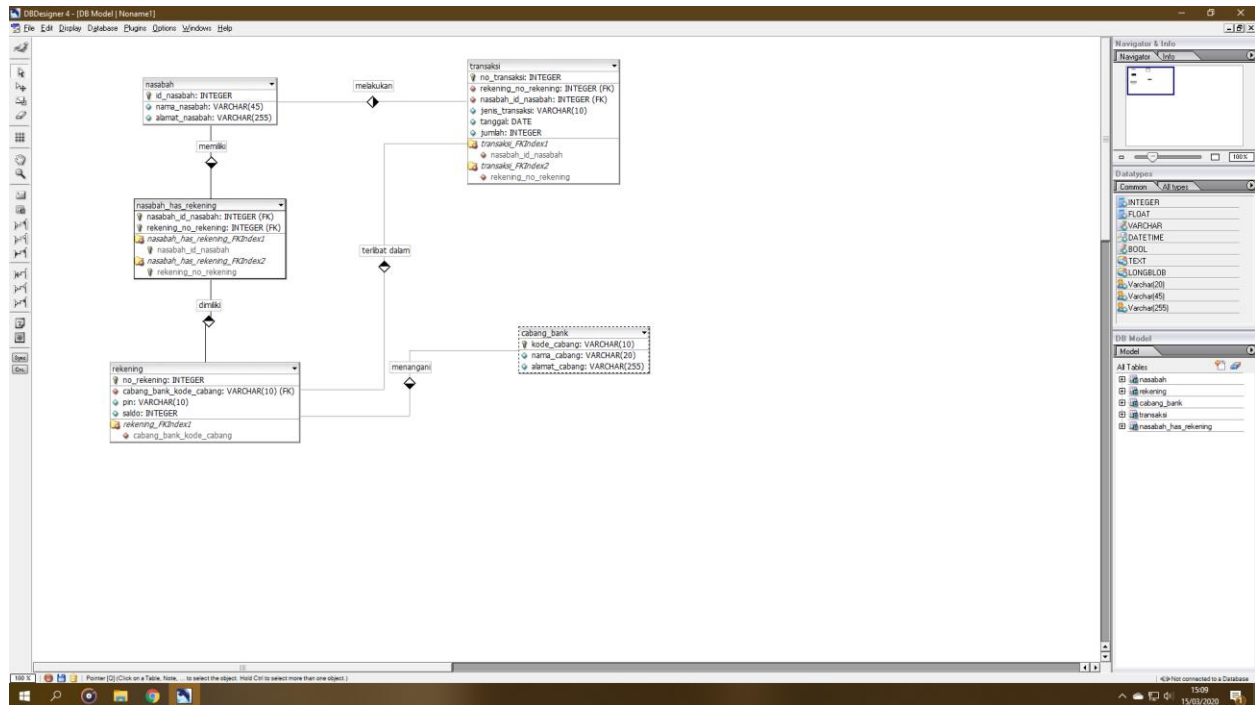 DBDesigner 4 - [DB Model | Noname1]
File Edit Display Database Plugins Options Windows Help
nasabah
id_nasabah: INTEGER
nama_nasabah: VARCHAR(45)
alamat_nasabah: VARCHAR(255)
melakukan
transaksi
no_transaksi: INTEGER
rekening_no_rekening: INTEGER (FK)
nasabah_id_nasabah: INTEGER (FK)
jenis_transaksi: VARCHAR(10)
tanggal: DATE
jumlah: INTEGER
transaksi_FKIndex1
nasabah_id_nasabah
transaksi_FKIndex2
rekening_no_rekening
memiliki
nasabah_has_rekening
nasabah_id_nasabah: INTEGER (FK)
rekening_no_rekening: INTEGER (FK)
nasabah_has_rekening_FKIndex1
nasabah_id_nasabah
nasabah_has_rekening_FKIndex2
rekening_no_rekening
terlibat dalam
dimiliki
cabang_bank
kode_cabang: VARCHAR(10)
nama_cabang: VARCHAR(20)
alamat_cabang: VARCHAR(255)
menangani
rekening
no_rekening: INTEGER
cabang_bank_kode_cabang: VARCHAR(10) (FK)
pin: VARCHAR(10)
saldo: INTEGER
rekening_FKIndex1
cabang_bank_kode_cabang
Navigator & Info
Navigator Info
100%
Datatypes
Common All types
INTEGER
FLOAT
VARCHAR
DATETIME
BOOL
TEXT
LONGBLOB
Varchar(20)
Varchar(45)
Varchar(255)
DB Model
Model
All Tables
nasabah
rekening
cabang_bank
transaksi
nasabah_has_rekening
Sync
100 %
Pointer [Q] (Click on a Table, Note, ... to select the object. Hold Ctrl to select more than one object.)
Not connected to a Database
15:09
15/03/2020